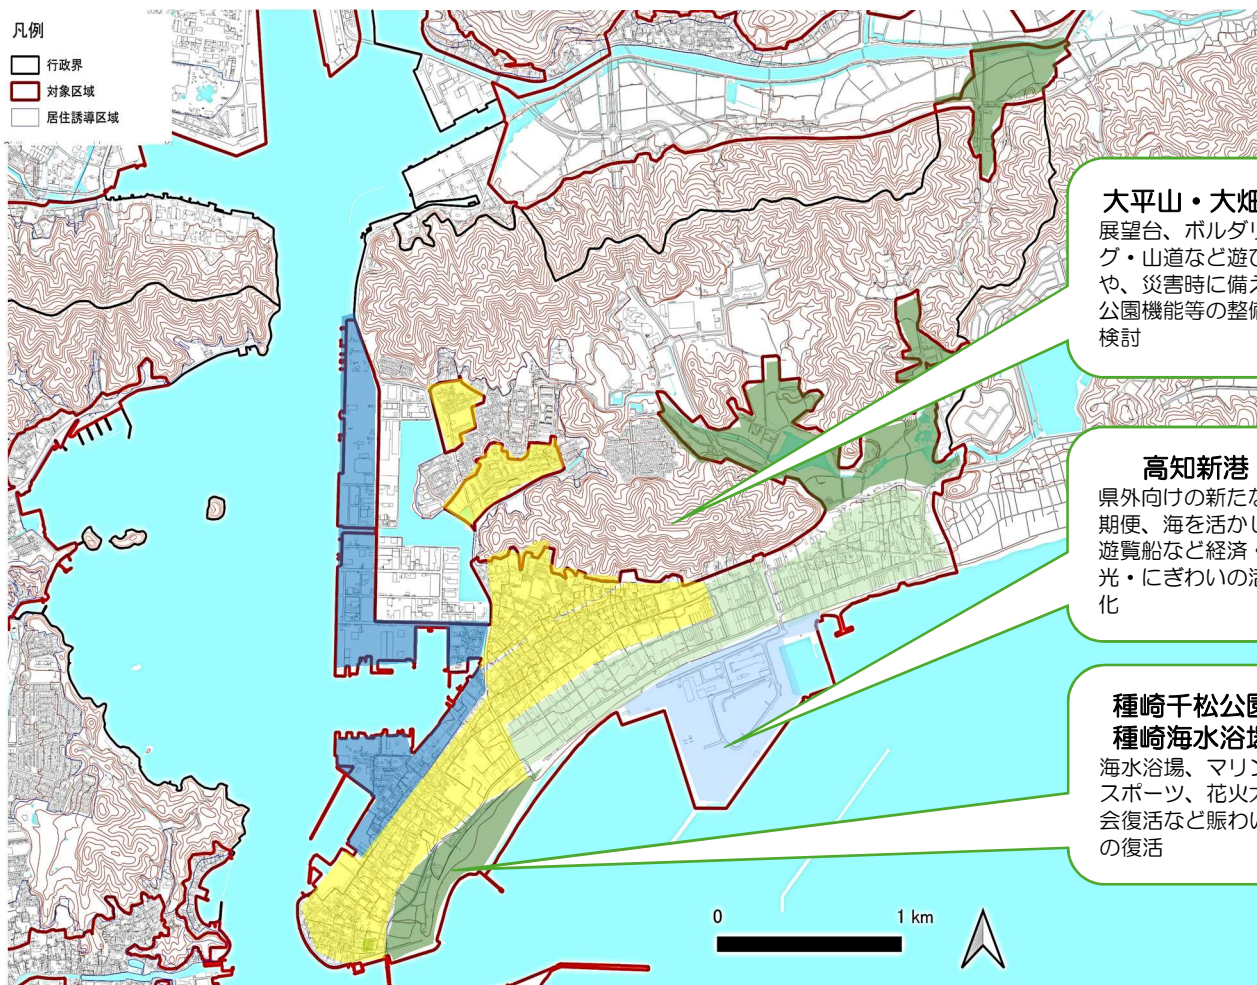 凡例
行政界
対象区域
居住誘導区域
大平山・大畑
展望台、ボルダリ
グ・山道など遊び
や、災害時に備え
公園機能等の整備
検討
高知新港
県外向けの新たな
期便、海を活かし
遊覧船など経済・
光・にぎわいの活
化
種崎千松公園
種崎海水浴場
海水浴場、マリン
スポーツ、花火大
会復活など賑わい
の復活
0
1 km